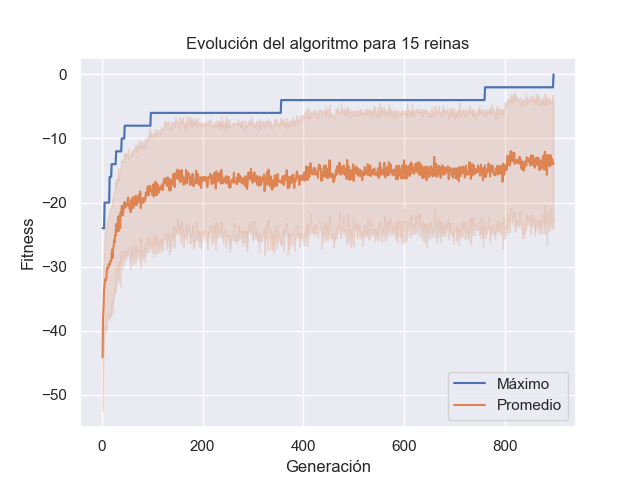 Evolución del algoritmo para 15 reinas
0
−10
−20
−30
−40
−50
Fitness
0 200 400 600 800
Generación
Máximo
Promedio